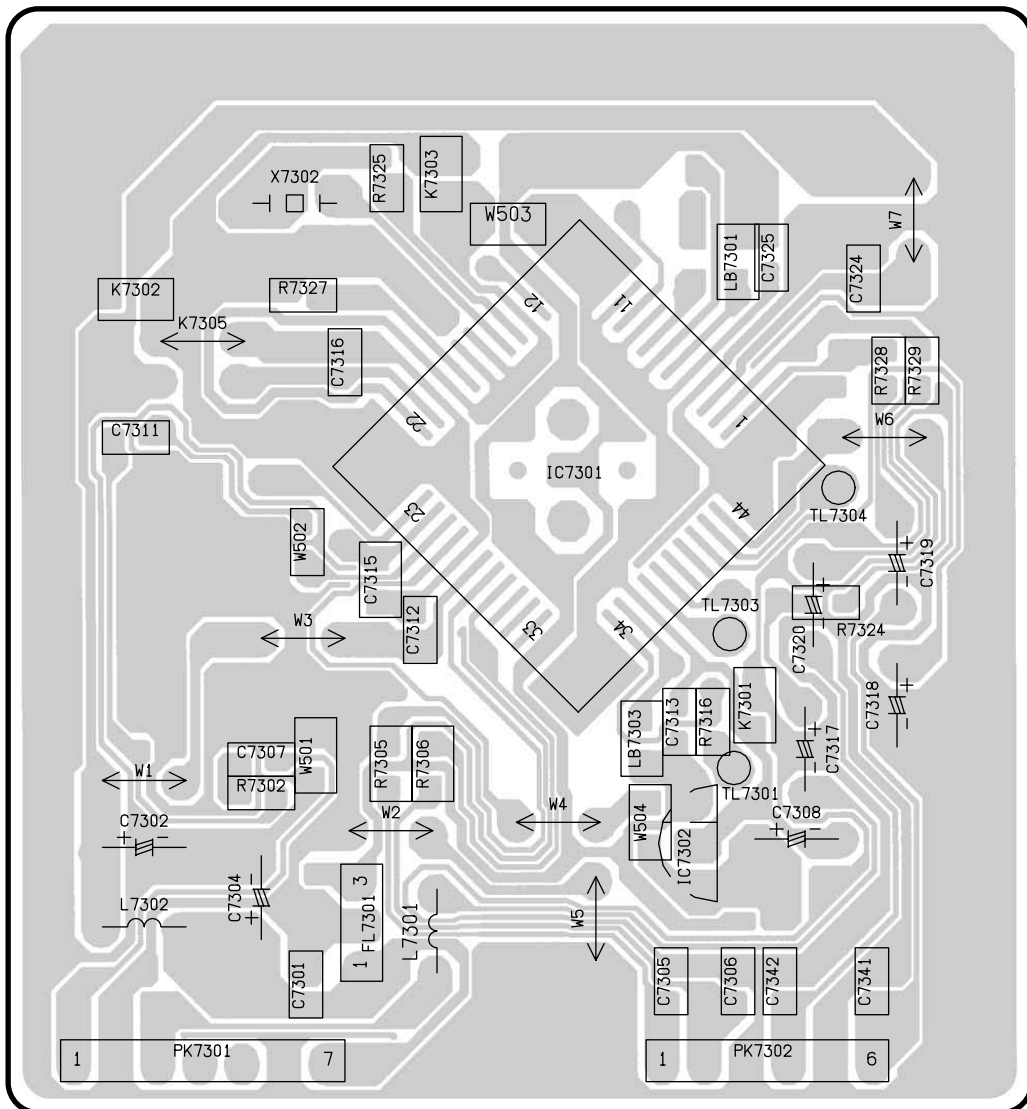 X7302
R7325
K7303
W503
LB7301
C7325
W7
C7324
K7302
R7327
K7305
C7316
12
11
R7328
R7329
C7311
22
1
W6
IC7301
23
44
TL7304
W502
C7315
C7319
C7312
TL7303
C7320
R7324
W3
33
34
K7301
C7318
LB7303
C7313
R7316
C7317
C7307
W501
R7305
R7306
W1
R7302
TL7301
C7302
+ -
W2
W4
W504
IC7302
C7308
+ -
L7302
C7304
- +
3
FL7301
1
L7301
W5
C7301
C7305
C7306
C7342
C7341
1 PK7301 7
1 PK7302 6